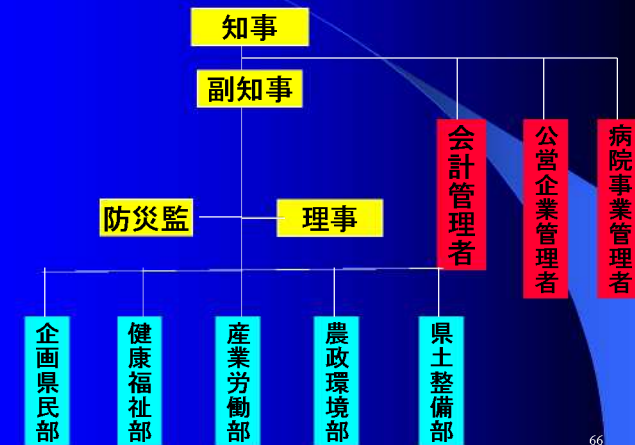 知事
副知事
会計管理者
公営企業管理者
病院事業管理者
防災監
理事
企画県民部
健康福祉部
産業労働部
農政環境部
県土整備部
66